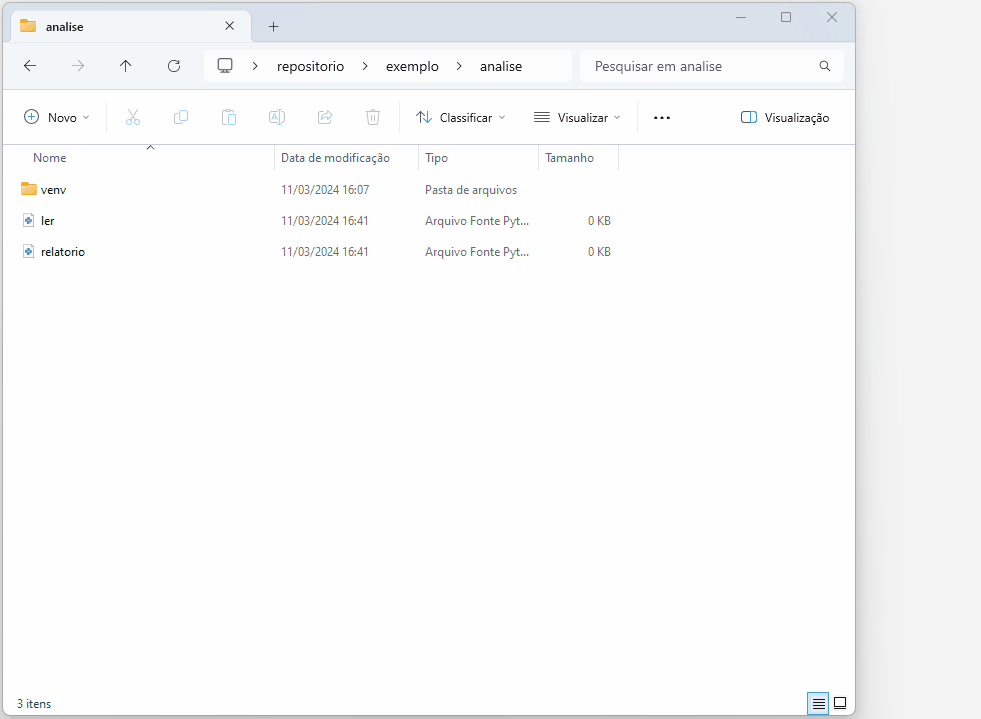 analise
repositorio exemplo analise Pesquisar em analise
Novo Classificar Visualizar Visualização
Nome Data de modificação Tipo Tamanho
venv 11/03/2024 16:07 Pasta de arquivos
ler 11/03/2024 16:41 Arquivo Fonte Pyt... 0 KB
relatorio 11/03/2024 16:41 Arquivo Fonte Pyt... 0 KB
3 itens